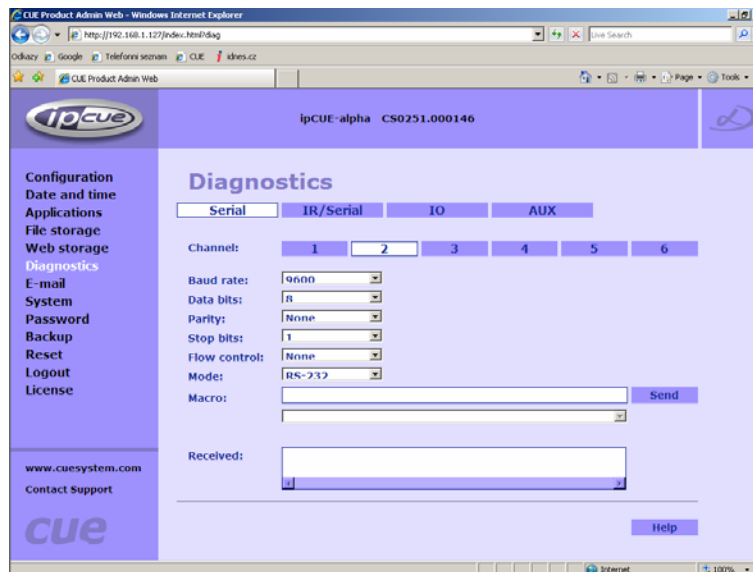 CUE Product Admin Web - Windows Internet Explorer
http://192.168.1.127/index.html?diag
Live Search
Odkazy Google Telefonní seznam CUE idnes.cz
CUE Product Admin Web
Page Tools
ipcue
ipCUE-alpha CS0251.000146
Configuration
Date and time
Applications
File storage
Web storage
Diagnostics
E-mail
System
Password
Backup
Reset
Logout
License
www.cuesystem.com
Contact Support
cue
Diagnostics
Serial IR/Serial IO AUX
Channel: 1 2 3 4 5 6
Baud rate: 9600
Data bits: 8
Parity: None
Stop bits: 1
Flow control: None
Mode: RS-232
Macro: Send
Received:
Help
Internet 100%